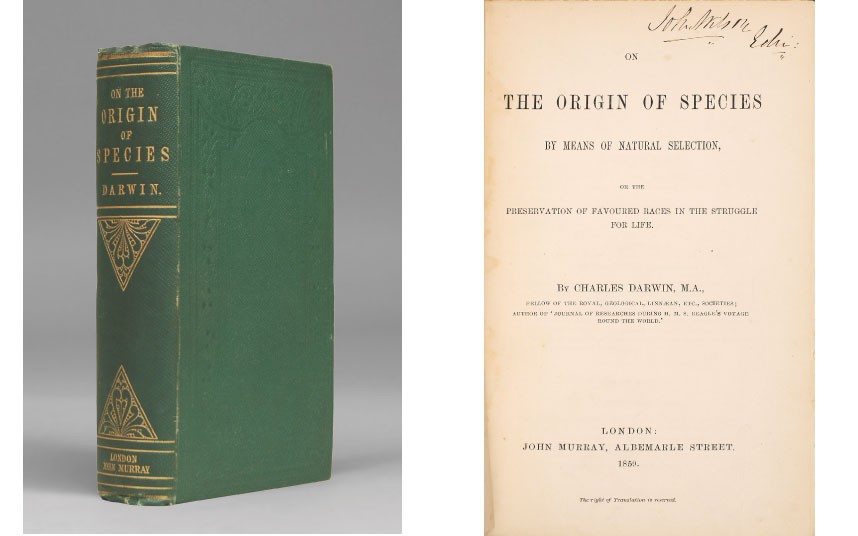 ON THE
ORIGIN
OF
SPECIES
DARWIN.
LONDON
JOHN MURRAY
John
Edin:
ON
THE ORIGIN OF SPECIES
BY MEANS OF NATURAL SELECTION,
OR THE
PRESERVATION OF FAVOURED RACES IN THE STRUGGLE
FOR LIFE.
By CHARLES DARWIN, M.A.,
FELLOW OF THE ROYAL, GEOLOGICAL, LINNÆAN, ETC., SOCIETIES;
AUTHOR OF 'JOURNAL OF RESEARCHES DURING H. M. S. BEAGLE'S VOYAGE
ROUND THE WORLD.'
LONDON:
JOHN MURRAY, ALBEMARLE STREET.
1859.
The right of Translation is reserved.